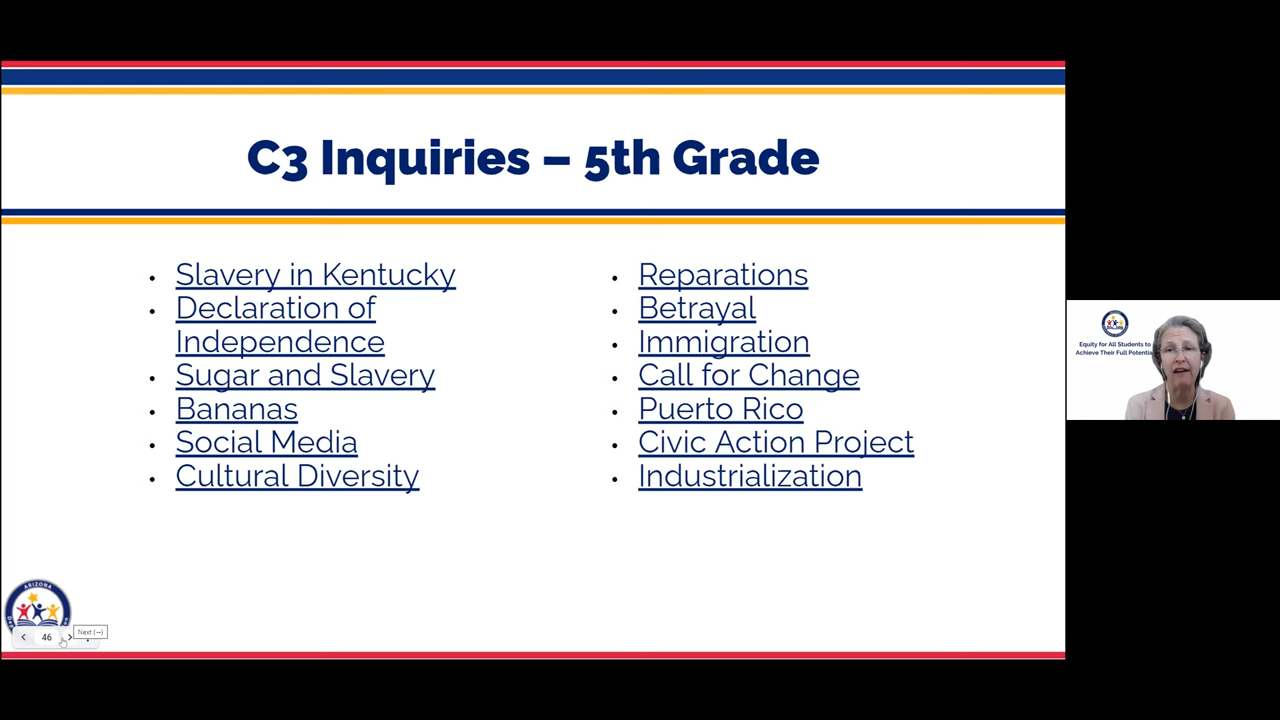 C3 Inquiries – 5th Grade
Slavery in Kentucky
Declaration of
Independence
Sugar and Slavery
Bananas
Social Media
Cultural Diversity
Reparations
Betrayal
Immigration
Call for Change
Puerto Rico
Civic Action Project
Industrialization
Equity for All Students to
Achieve Their Full Potential
ARIZONA
46
Next (→)